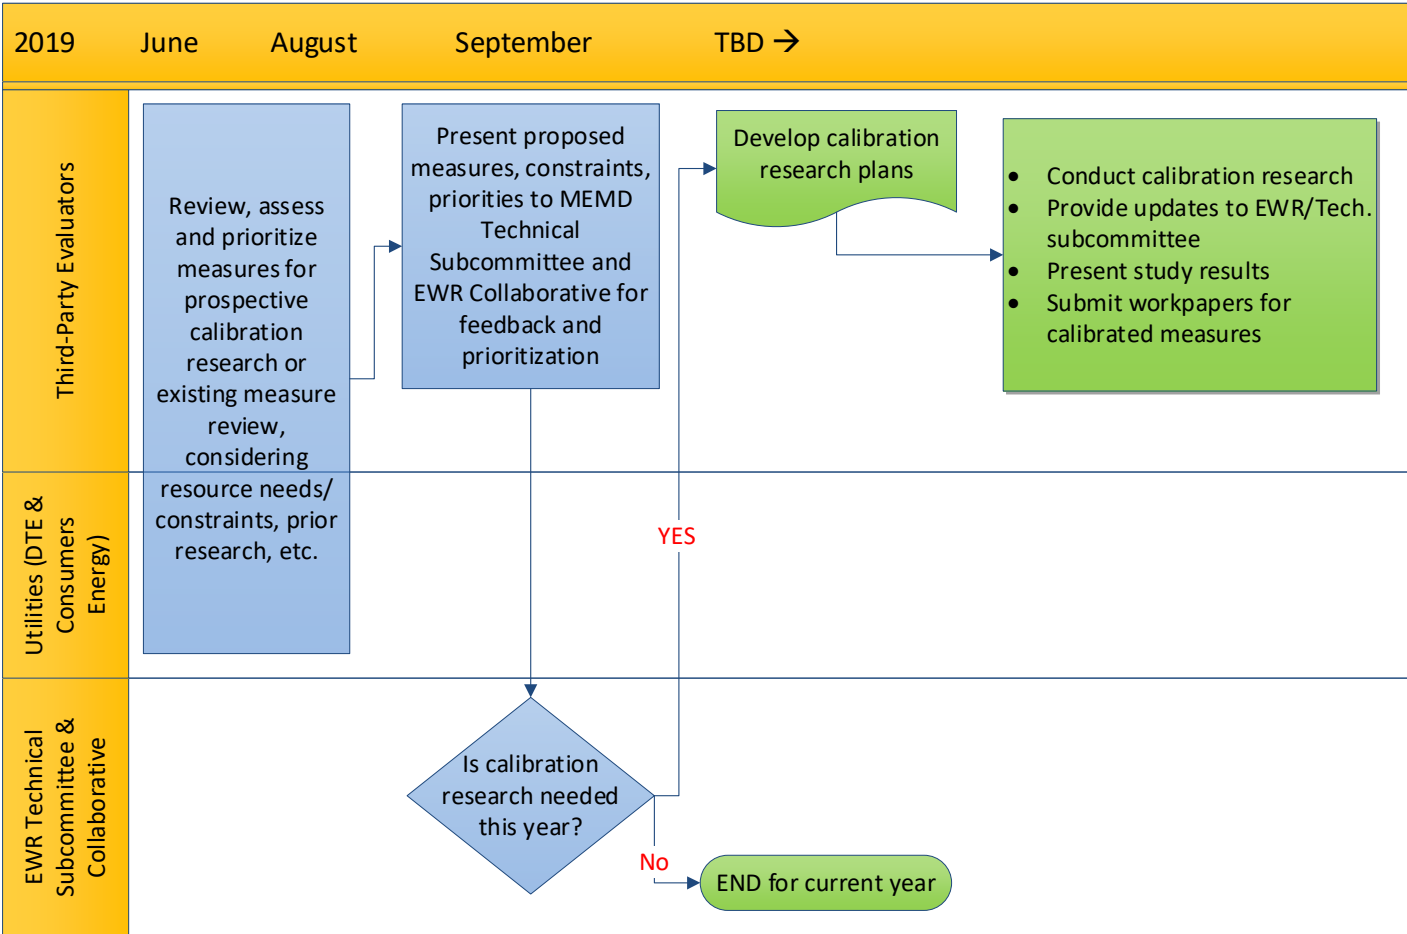 2019 June August September TBD →
Third-Party Evaluators
Review, assess
and prioritize
measures for
prospective
calibration
research or
existing measure
review,
considering
resource needs/
constraints, prior
research, etc.
Present proposed
measures, constraints,
priorities to MEMD
Technical
Subcommittee and
EWR Collaborative for
feedback and
prioritization
Develop calibration
research plans
• Conduct calibration research
• Provide updates to EWR/Tech.
subcommittee
• Present study results
• Submit workpapers for
calibrated measures
Utilities (DTE &
Consumers
Energy)
YES
EWR Technical
Subcommittee &
Collaborative
Is calibration
research needed
this year?
No
END for current year